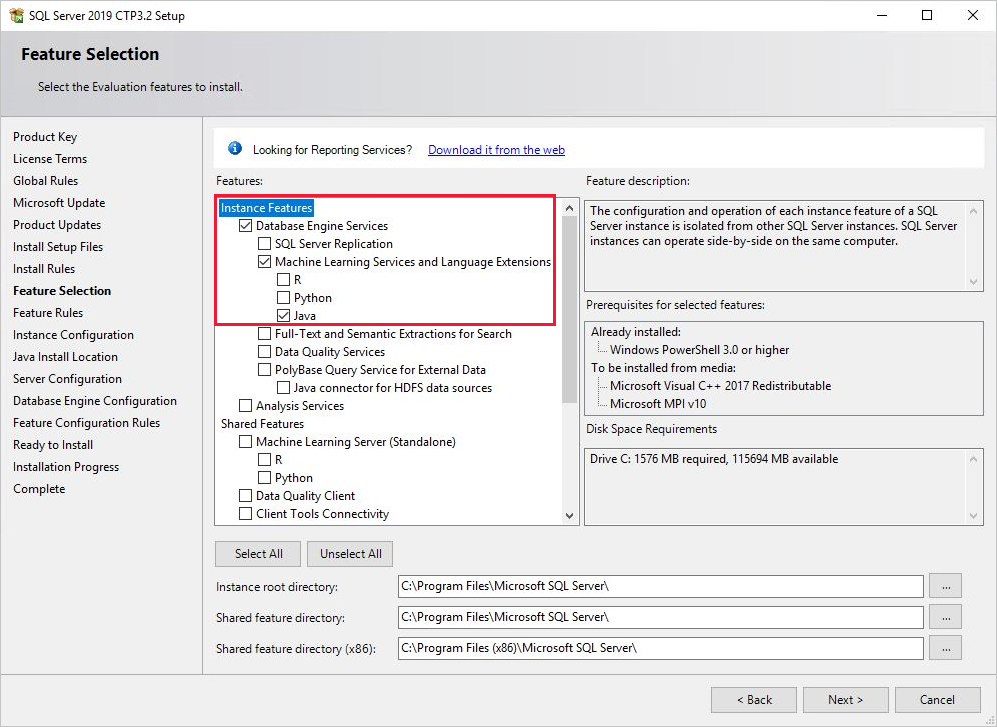 SQL Server 2019 CTP3.2 Setup
Feature Selection
Select the Evaluation features to install.
Product Key
License Terms
Global Rules
Microsoft Update
Product Updates
Install Setup Files
Install Rules
Feature Selection
Feature Rules
Instance Configuration
Java Install Location
Server Configuration
Database Engine Configuration
Feature Configuration Rules
Ready to Install
Installation Progress
Complete
Looking for Reporting Services? Download it from the web
Features:
Instance Features
Database Engine Services
SQL Server Replication
Machine Learning Services and Language Extensions
R
Python
Java
Full-Text and Semantic Extractions for Search
Data Quality Services
PolyBase Query Service for External Data
Java connector for HDFS data sources
Analysis Services
Shared Features
Machine Learning Server (Standalone)
R
Python
Data Quality Client
Client Tools Connectivity
Feature description:
The configuration and operation of each instance feature of a SQL
Server instance is isolated from other SQL Server instances. SQL Server
instances can operate side-by-side on the same computer.
Prerequisites for selected features:
Already installed:
Windows PowerShell 3.0 or higher
To be installed from media:
Microsoft Visual C++ 2017 Redistributable
Microsoft MPI v10
Disk Space Requirements
Drive C: 1576 MB required, 115694 MB available
Select All
Unselect All
Instance root directory: C:\Program Files\Microsoft SQL Server\ ...
Shared feature directory: C:\Program Files\Microsoft SQL Server\ ...
Shared feature directory (x86): C:\Program Files (x86)\Microsoft SQL Server\ ...
< Back
Next >
Cancel